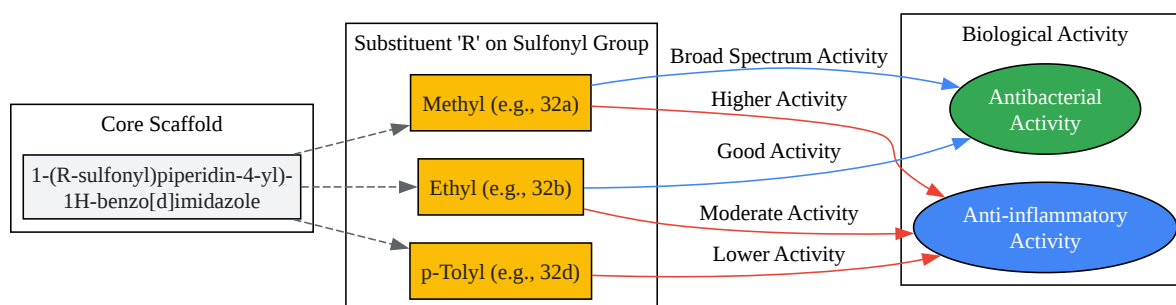 Core Scaffold
1-(R-sulfonyl)piperidin-4-yl)-
1H-benzo[d]imidazole
Substituent 'R' on Sulfonyl Group
Methyl (e.g., 32a)
Ethyl (e.g., 32b)
p-Tolyl (e.g., 32d)
Broad Spectrum Activity
Higher Activity
Good Activity
Moderate Activity
Lower Activity
Biological Activity
Antibacterial
Activity
Anti-inflammatory
Activity